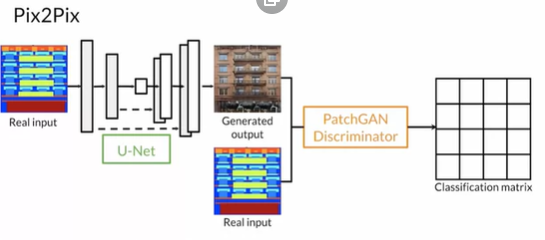 Pix2Pix
Real input
U-Net
Generated
output
Real input
PatchGAN
Discriminator
Classification matrix